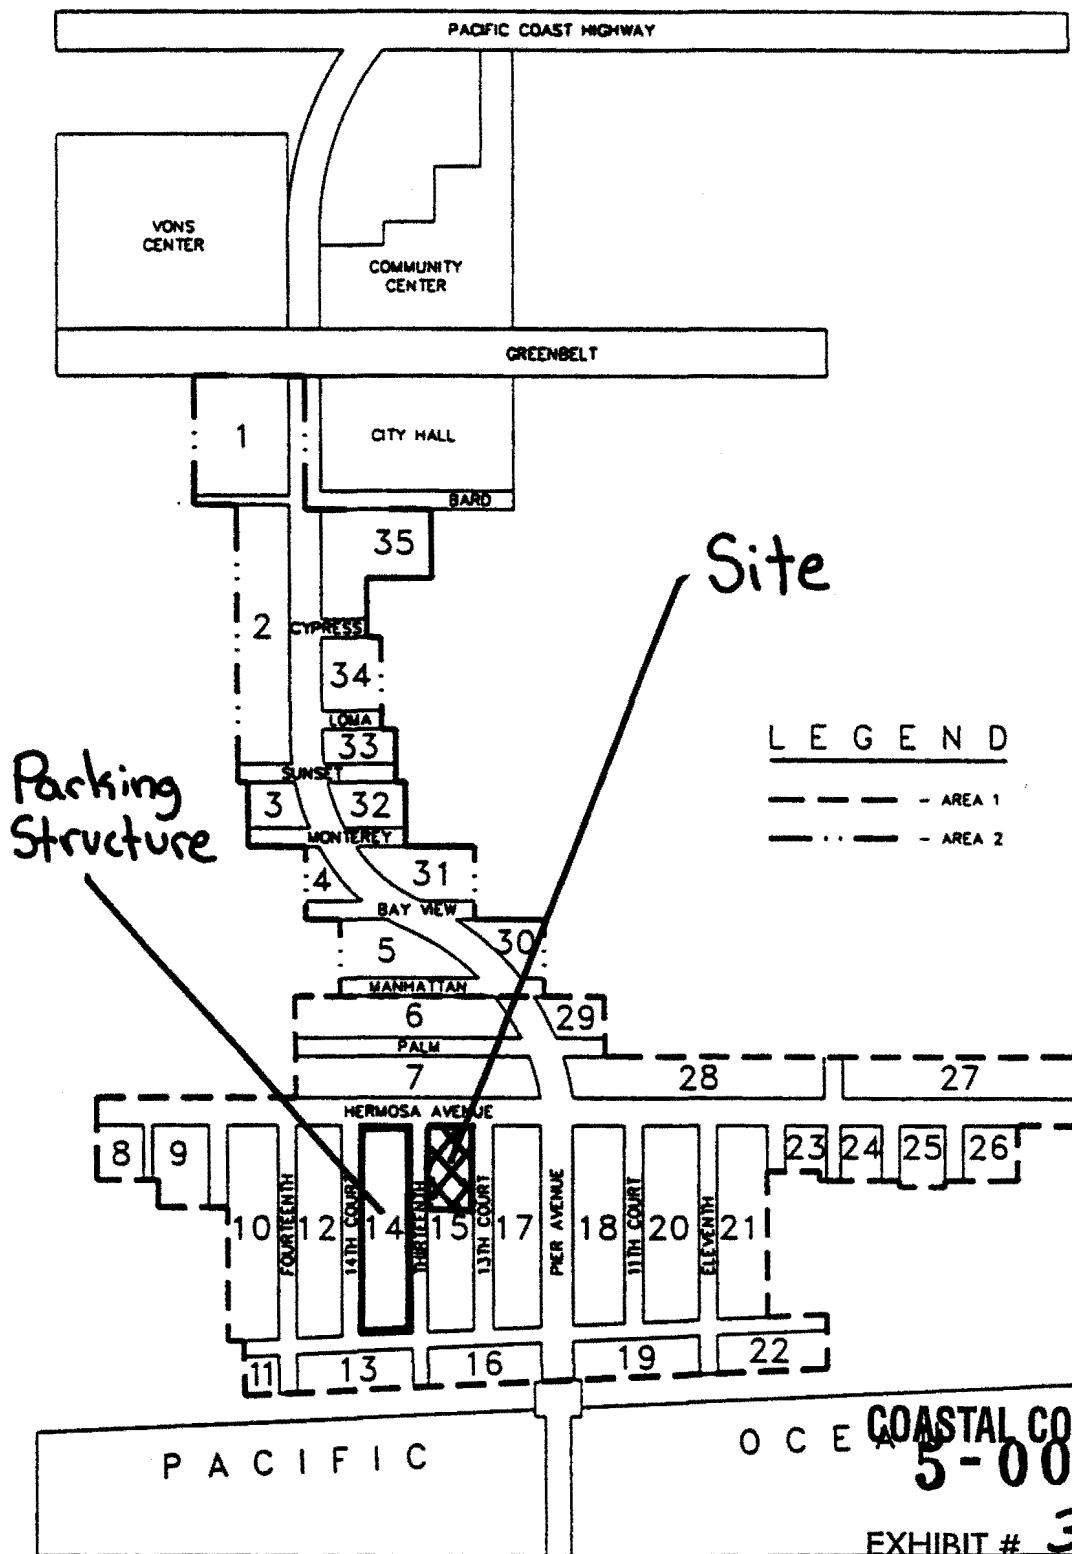 PACIFIC COAST HIGHWAY
VONS
CENTER
COMMUNITY
CENTER
GREENBELT
1
CITY HALL
BARD
35
Site
2
CYPRESS
34
LOMA
33
LEGEND
SUNSET
Parking
Structure
3
32
- AREA 1
MONTEREY
- AREA 2
4
31
BAY VIEW
5
30
MANHATTAN
6
29
PALM
7
28
27
HERMOSA AVENUE
8
9
23
24
25
26
10
FOURTEENTH
12
14TH COURT
14
THIRTEENTH
15
13TH COURT
17
PIER AVENUE
18
11TH COURT
20
ELEVENTH
21
11
13
16
19
22
PACIFIC
OCEA
COASTAL CO
5-00
EXHIBIT # 3